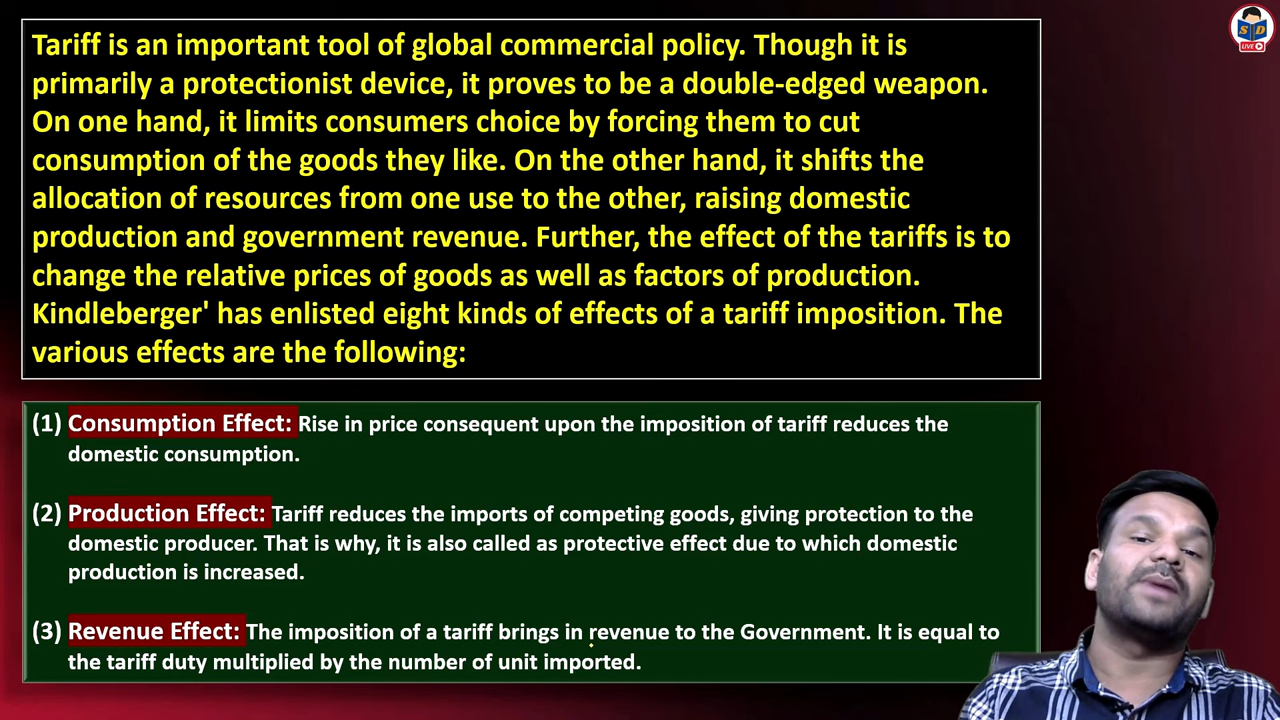 Tariff is an important tool of global commercial policy. Though it is
primarily a protectionist device, it proves to be a double-edged weapon.
On one hand, it limits consumers choice by forcing them to cut
consumption of the goods they like. On the other hand, it shifts the
allocation of resources from one use to the other, raising domestic
production and government revenue. Further, the effect of the tariffs is to
change the relative prices of goods as well as factors of production.
Kindleberger' has enlisted eight kinds of effects of a tariff imposition. The
various effects are the following:
(1) Consumption Effect: Rise in price consequent upon the imposition of tariff reduces the
domestic consumption.
(2) Production Effect: Tariff reduces the imports of competing goods, giving protection to the
domestic producer. That is why, it is also called as protective effect due to which domestic
production is increased.
(3) Revenue Effect: The imposition of a tariff brings in revenue to the Government. It is equal to
the tariff duty multiplied by the number of unit imported.
S D
LIVE